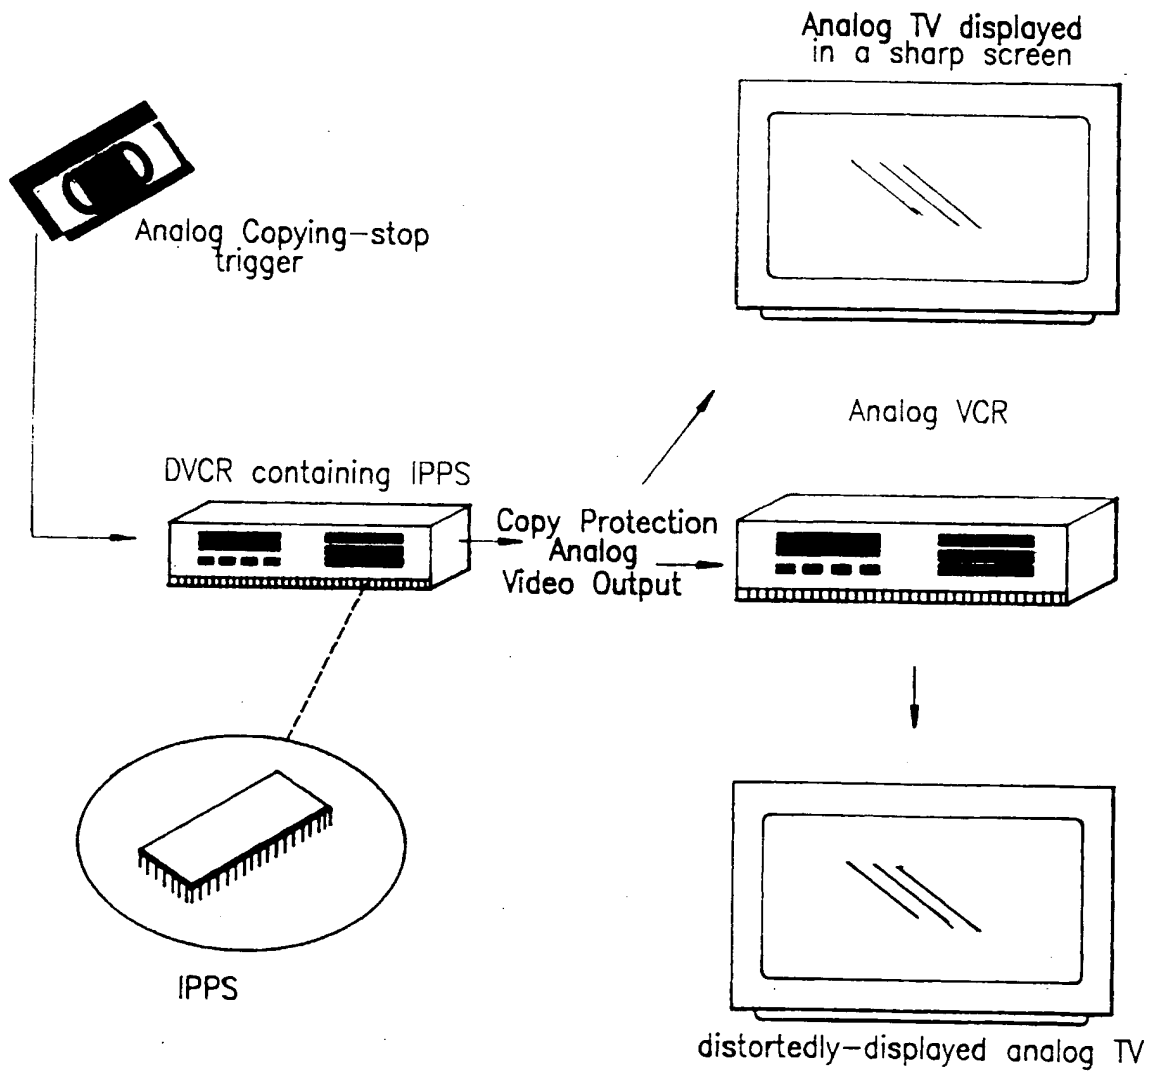 Analog TV displayed
in a sharp screen
Analog Copying-stop
trigger
Analog VCR
DVCR containing IPPS
Copy Protection
Analog
Video Output
IPPS
distortedly-displayed analog TV